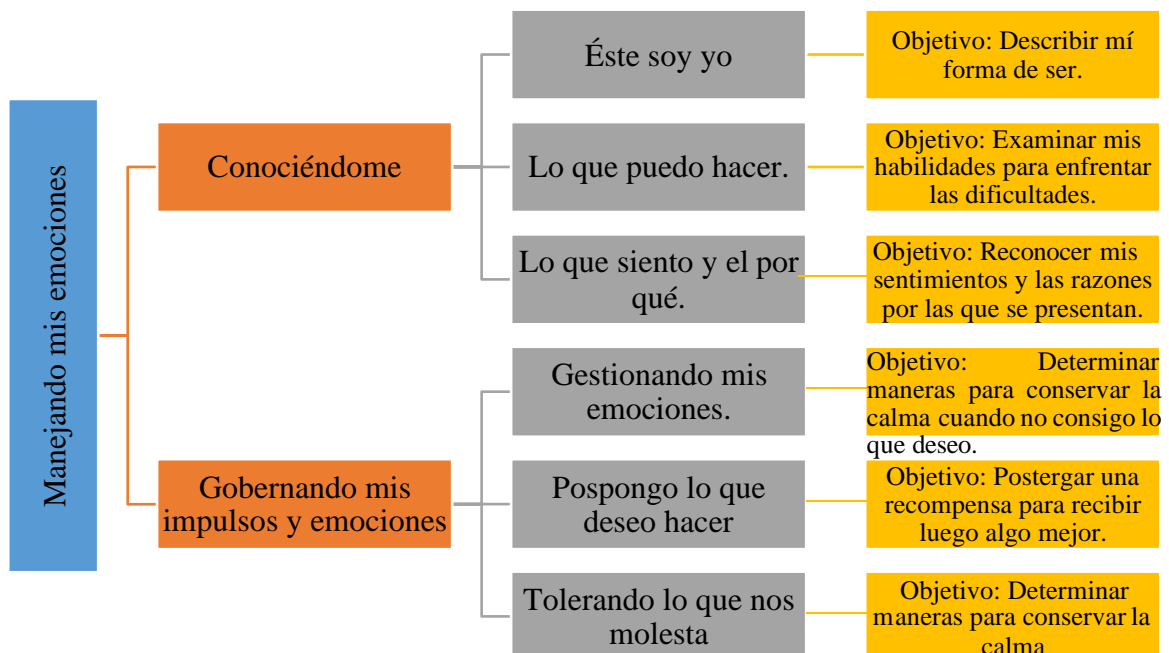 Manejando mis emociones
Conociéndome
Éste soy yo
Objetivo: Describir mí
forma de ser.
Lo que puedo hacer.
Objetivo: Examinar mis
habilidades para enfrentar
las dificultades.
Lo que siento y el por
qué.
Objetivo: Reconocer mis
sentimientos y las razones
por las que se presentan.
Gobernando mis
impulsos y emociones
Gestionando mis
emociones.
Objetivo: Determinar
maneras para conservar la
calma cuando no consigo lo
que deseo.
Pospongo lo que
deseo hacer
Objetivo: Postergar una
recompensa para recibir
luego algo mejor.
Tolerando lo que nos
molesta
Objetivo: Determinar
maneras para conservar la
calma